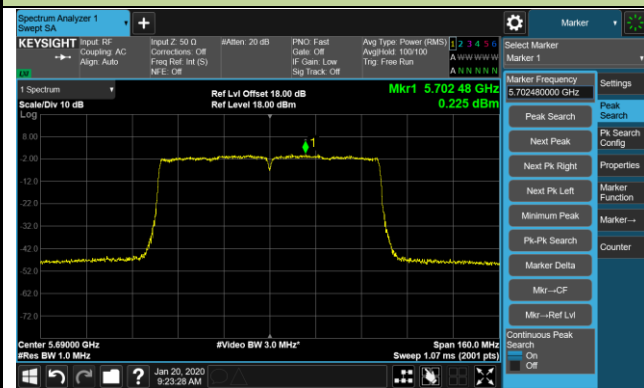 Spectrum Analyzer 1
Swept SA
+
Marker
KEYSIGHT
Input: RF
Coupling: AC
Align: Auto
Input Z: 50 Ω
Corrections: Off
Freq Ref: Int (S)
NFE: Off
#Atten: 20 dB
PNO: Fast
Gate: Off
IF Gain: Low
Sig Track: Off
Avg Type: Power (RMS)
Avg|Hold: 100/100
Trig: Free Run
1 2 3 4 5 6
A W W W W W
A N N N N N
Select Marker
Marker 1
LXI
1 Spectrum
Scale/Div 10 dB
Log
Ref Lvl Offset 18.00 dB
Ref Level 18.00 dBm
Mkr1 5.702 48 GHz
0.225 dBm
Marker Frequency
5.702480000 GHz
Settings
Peak Search
Peak
Search
Next Peak
Pk Search
Config
Next Pk Right
Properties
Next Pk Left
Marker
Function
Minimum Peak
Marker→
Pk-Pk Search
Counter
Marker Delta
Mkr→CF
Mkr→Ref Lvl
Continuous Peak
Search
On
Off
8.00
-2.00
-12.0
-22.0
-32.0
-42.0
-52.0
-62.0
-72.0
1
Center 5.69000 GHz
#Res BW 1.0 MHz
#Video BW 3.0 MHz*
Span 160.0 MHz
Sweep 1.07 ms (2001 pts)
?
Jan 20, 2020
9:23:28 AM